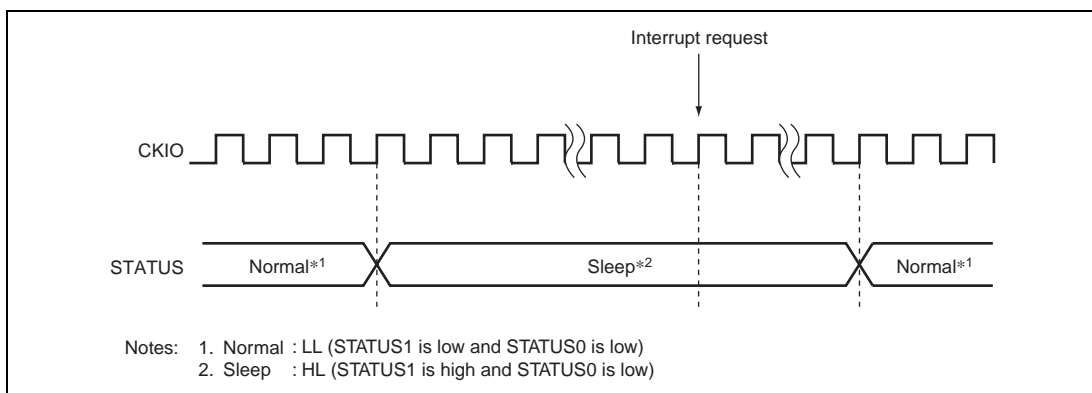 Interrupt request
CKIO
STATUS
Normal*1
Sleep*2
Normal*1
Notes: 1. Normal : LL (STATUS1 is low and STATUS0 is low)
2. Sleep : HL (STATUS1 is high and STATUS0 is low)